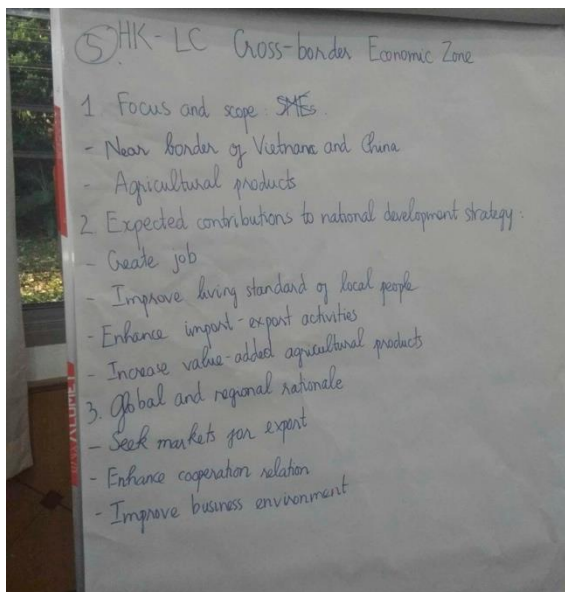 5 HK - LC Cross-border Economic Zone
1. Focus and scope: SMEs.
- Near border of Vietnam and China
- Agricultural products
2. Expected contributions to national development strategy:
- Create job
- Improve living standard of local people
- Enhance import-export activities
- Increase value-added agricultural products
3. Global and regional rationale
- Seek markets for export
- Enhance cooperation relation
- Improve business environment